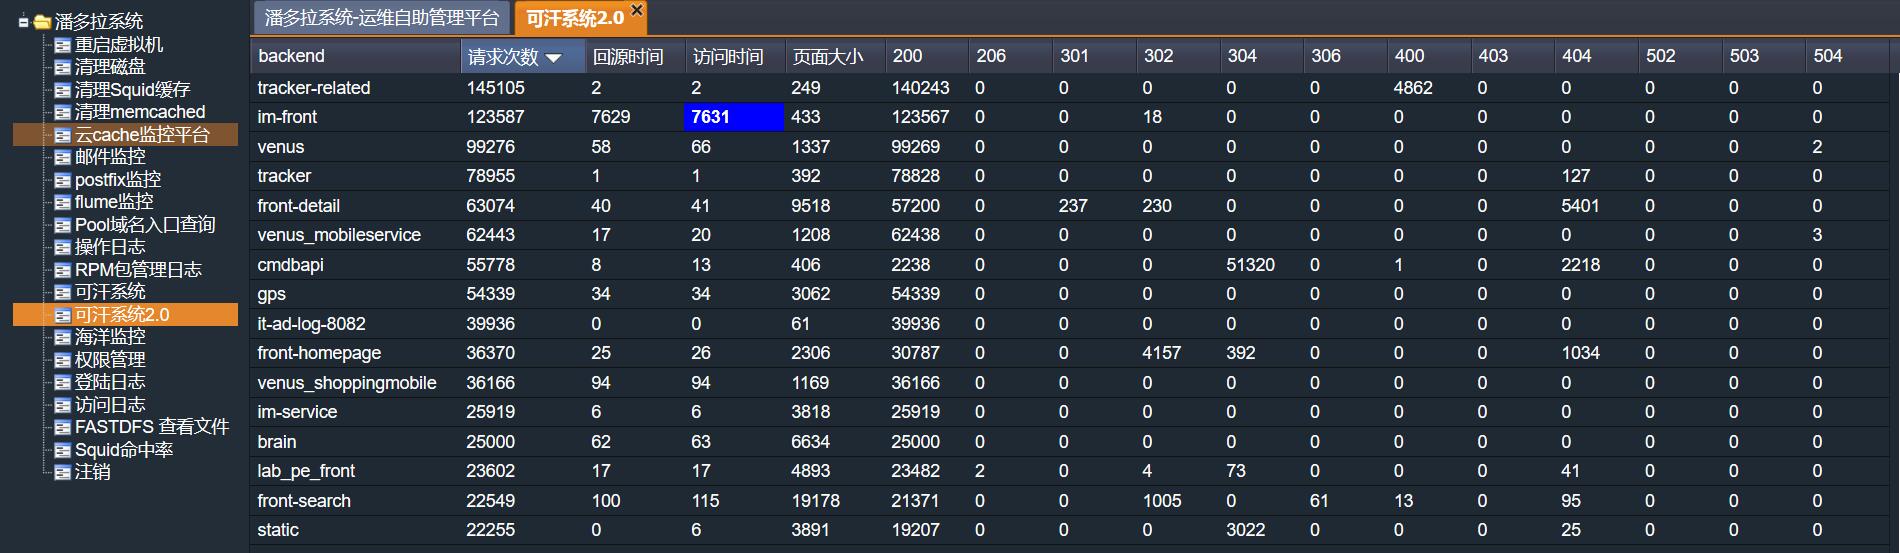 潘多拉系统
重启虚拟机
清理磁盘
清理Squid缓存
清理memcached
云cache监控平台
邮件监控
postfix监控
flume监控
Pool域名入口查询
操作日志
RPM包管理日志
可汗系统
可汗系统2.0
海洋监控
权限管理
登陆日志
访问日志
FASTDFS 查看文件
Squid命中率
注销
潘多拉系统-运维自助管理平台 可汗系统2.0
backend 请求次数 回源时间 访问时间 页面大小 200 206 301 302 304 306 400 403 404 502 503 504
tracker-related 145105 2 2 249 140243 0 0 0 0 0 4862 0 0 0 0 0
im-front 123587 7629 7631 433 123567 0 0 18 0 0 0 0 0 0 0 0
venus 99276 58 66 1337 99269 0 0 0 0 0 0 0 0 0 0 2
tracker 78955 1 1 392 78828 0 0 0 0 0 0 0 127 0 0 0
front-detail 63074 40 41 9518 57200 0 237 230 0 0 0 0 5401 0 0 0
venus_mobileservice 62443 17 20 1208 62438 0 0 0 0 0 0 0 0 0 0 3
cmdbapi 55778 8 13 406 2238 0 0 0 51320 0 1 0 2218 0 0 0
gps 54339 34 34 3062 54339 0 0 0 0 0 0 0 0 0 0 0
it-ad-log-8082 39936 0 0 61 39936 0 0 0 0 0 0 0 0 0 0 0
front-homepage 36370 25 26 2306 30787 0 0 4157 392 0 0 0 1034 0 0 0
venus_shoppingmobile 36166 94 94 1169 36166 0 0 0 0 0 0 0 0 0 0 0
im-service 25919 6 6 3818 25919 0 0 0 0 0 0 0 0 0 0 0
brain 25000 62 63 6634 25000 0 0 0 0 0 0 0 0 0 0 0
lab_pe_front 23602 17 17 4893 23482 2 0 4 73 0 0 0 41 0 0 0
front-search 22549 100 115 19178 21371 0 0 1005 0 61 13 0 95 0 0 0
static 22255 0 6 3891 19207 0 0 0 3022 0 0 0 25 0 0 0